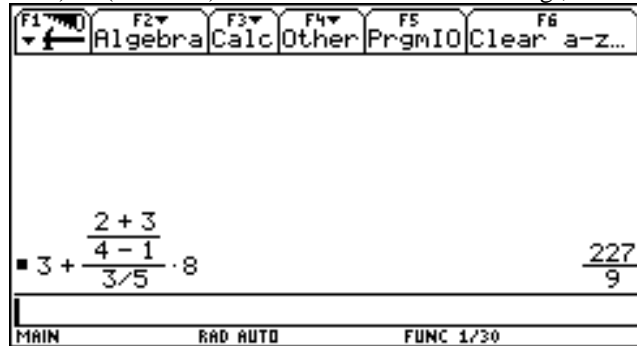 F1 F2 F3 F4 F5 F6
Algebra Calc Other PrgmIO Clear a-z...
2 + 3
4 - 1
▪ 3 + 3/5 · 8 227
9
MAIN RAD AUTO FUNC 1/30